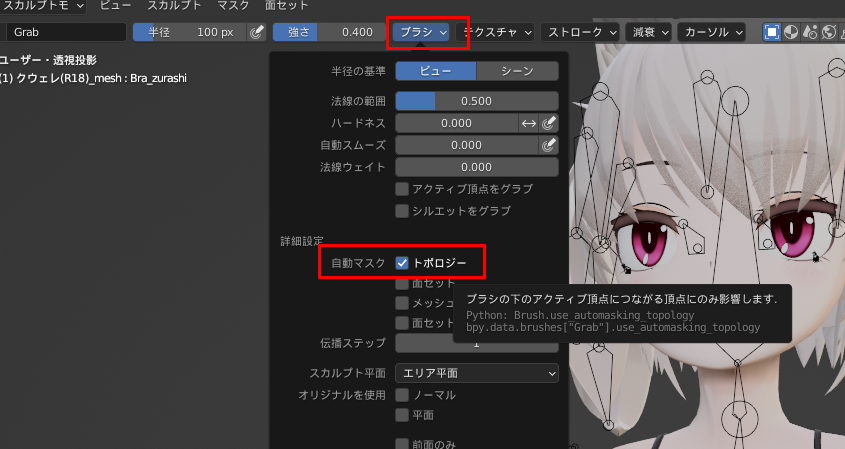 スカルプトモ ビュー スカルプト マスク 面セット
Grab 半径 100 px 強さ 0.400 ブラシ テクスチャ ストローク 減衰 カーソル
ユーザー・透視投影
(1) クウェレ(R18)_mesh : Bra_zurashi
半径の基準 ビュー シーン
法線の範囲 0.500
ハードネス 0.000
自動スムーズ 0.000
法線ウェイト 0.000
アクティブ頂点をグラブ
シルエットをグラブ
詳細設定
自動マスク トポロジー
面セット
メッシュ
面セット
ブラシの下のアクティブ頂点につながる頂点にのみ影響します.
Python: Brush.use_automasking_topology
bpy.data.brushes["Grab"].use_automasking_topology
伝播ステップ 1
スカルプト平面 エリア平面
オリジナルを使用 ノーマル
平面
前面のみ